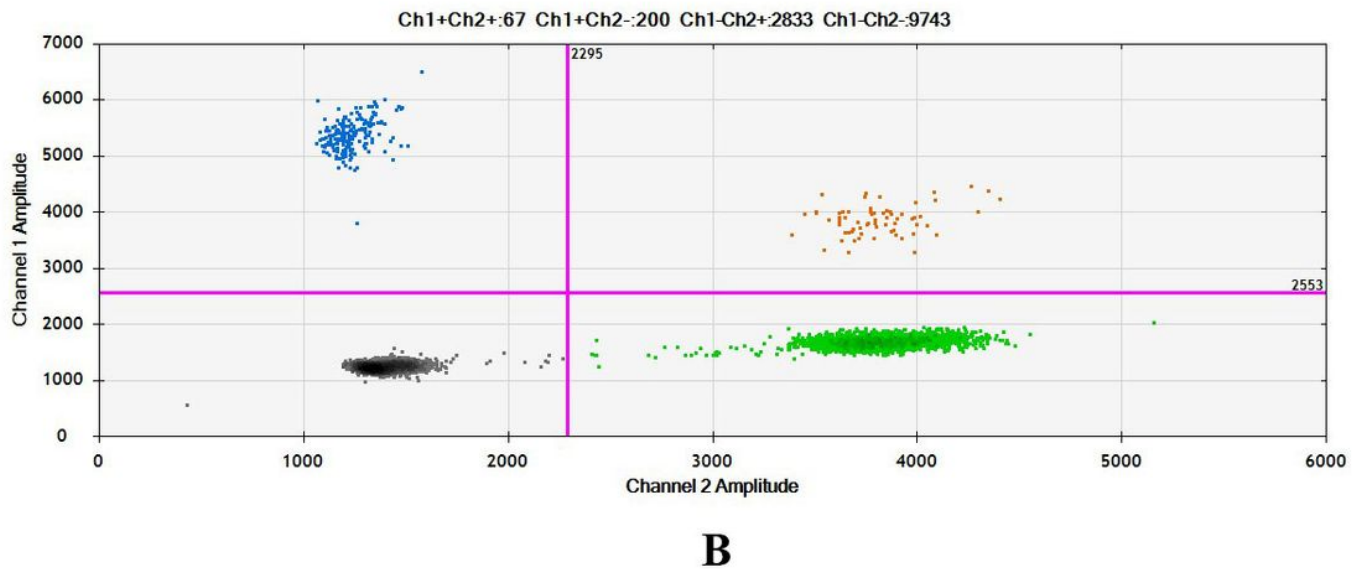 Ch1+Ch2+:67 Ch1+Ch2-:200 Ch1-Ch2+:2833 Ch1-Ch2-:9743
7000
2295
6000
5000
4000
3000
2553
2000
1000
0
Channel 1 Amplitude
0 1000 2000 3000 4000 5000 6000
Channel 2 Amplitude
B